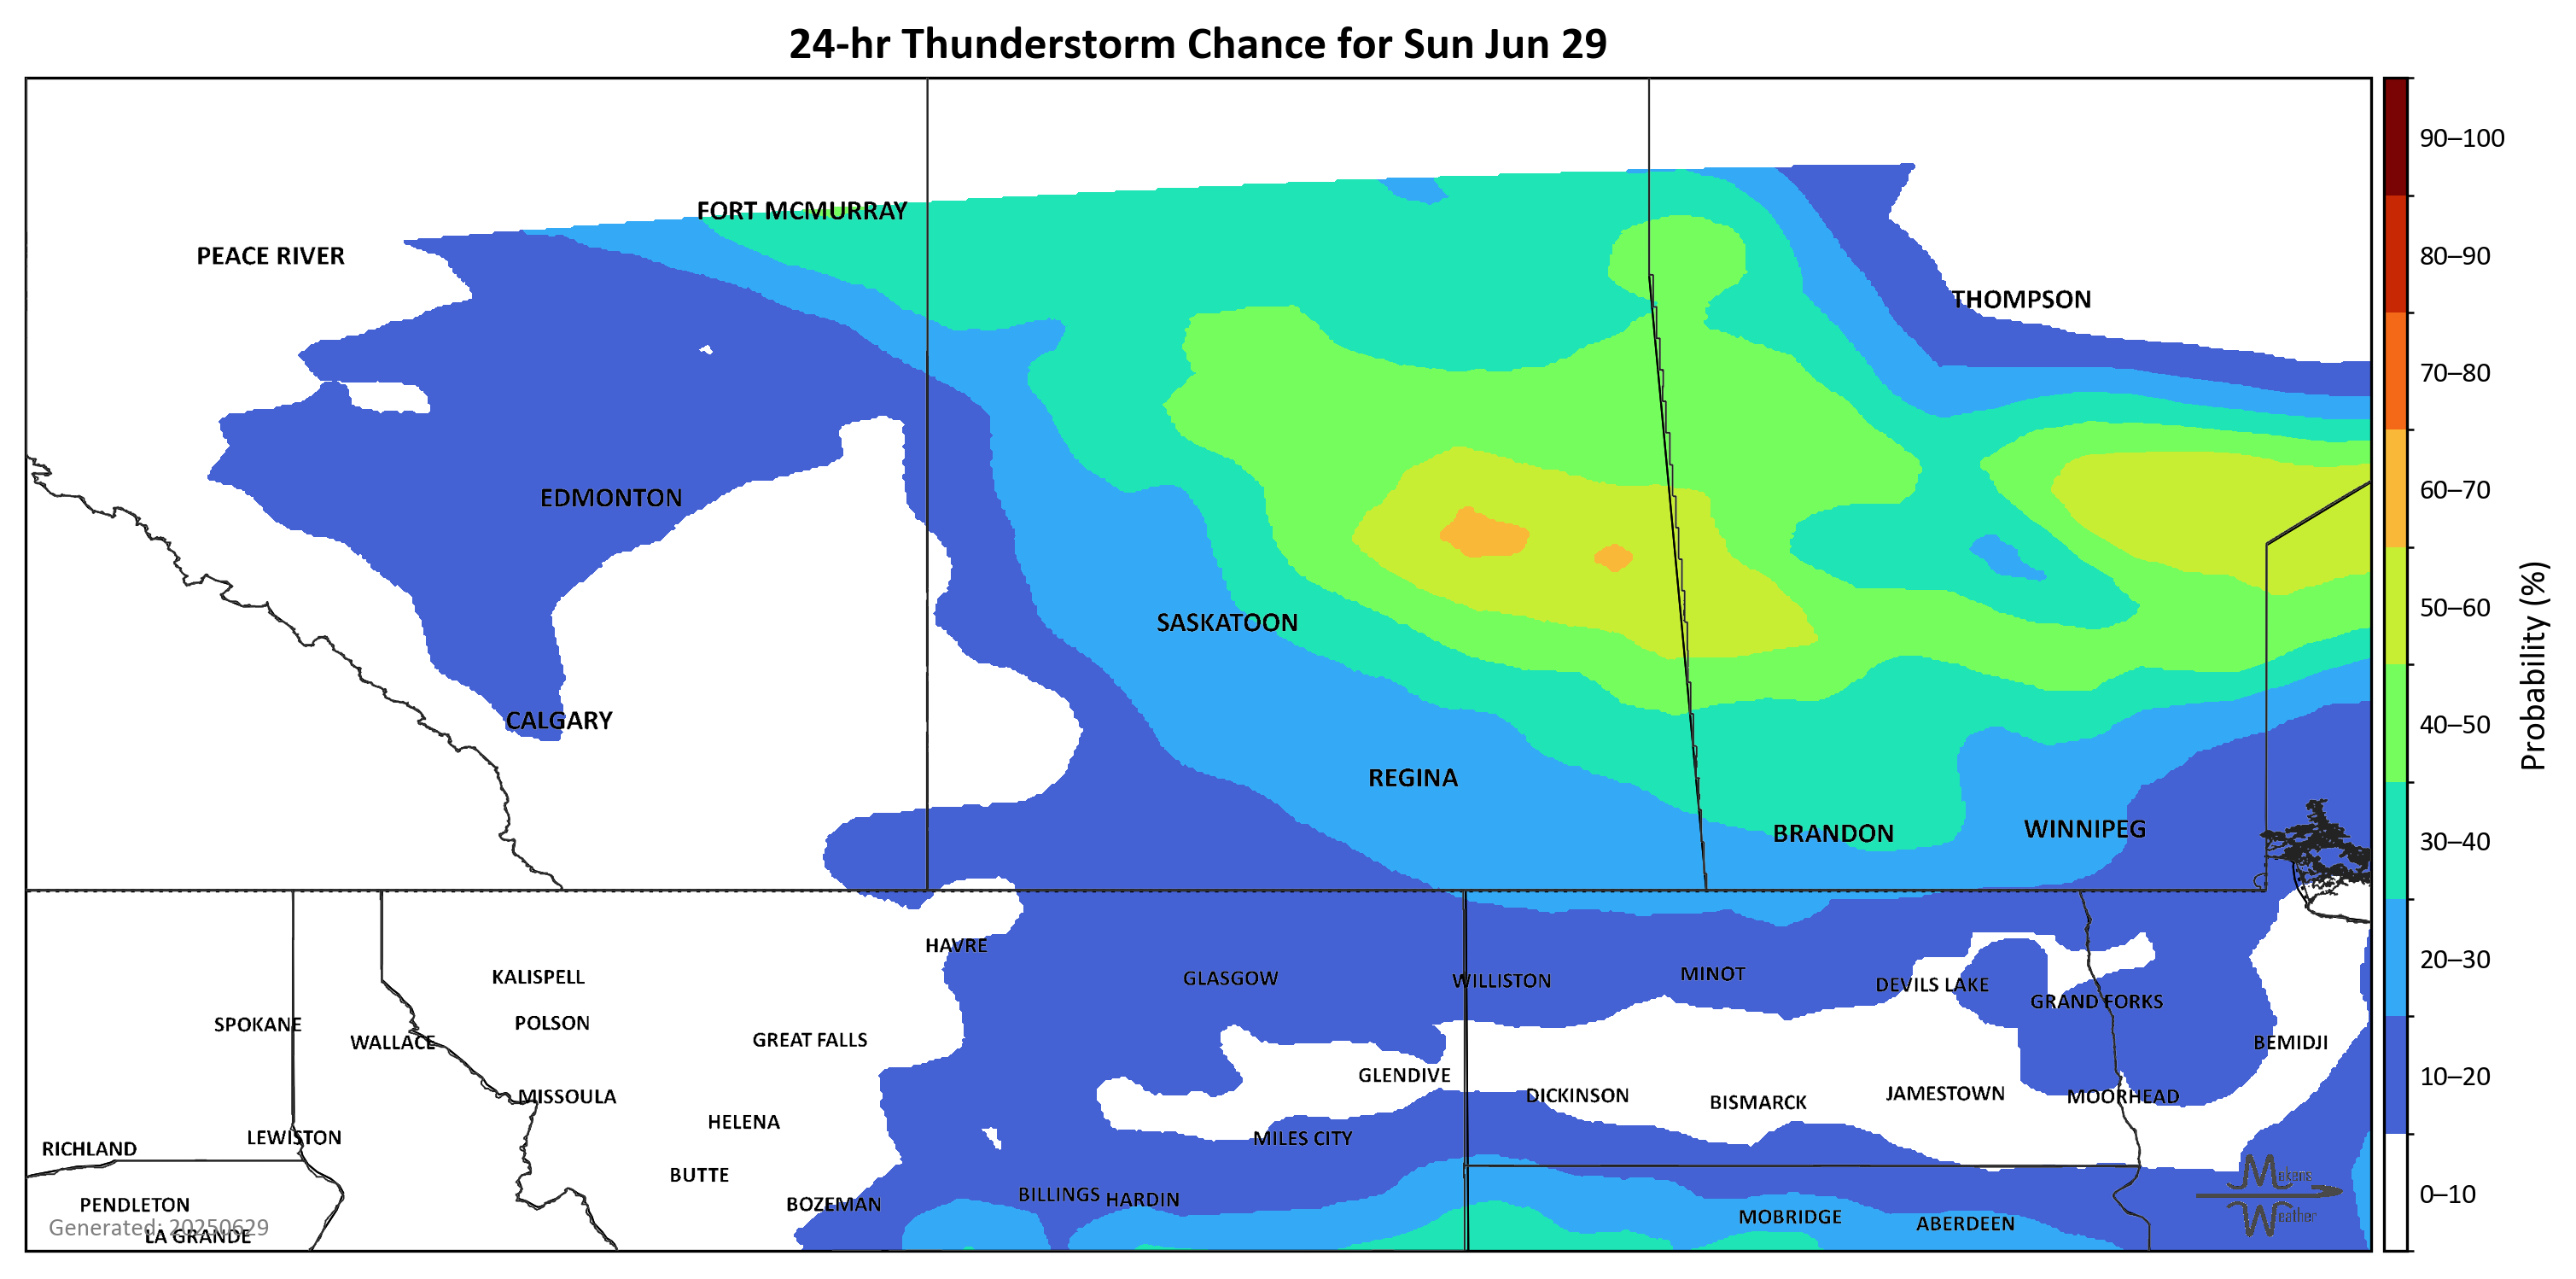 24-hr Thunderstorm Chance for Sun Jun 29
90–100
FORT MCMURRAY
PEACE RIVER
80–90
THOMPSON
70–80
EDMONTON
60–70
SASKATOON
50–60
CALGARY
40–50
Probability (%)
REGINA
BRANDON
WINNIPEG
30–40
HAVRE
KALISPELL
GLASGOW
WILLISTON
MINOT
DEVILS LAKE
20–30
GRAND FORKS
SPOKANE
POLSON
WALLACE
GREAT FALLS
BEMIDJI
GLENDIVE
10–20
MISSOULA
DICKINSON
BISMARCK
JAMESTOWN
MOORHEAD
HELENA
LEWISTON
MILES CITY
RICHLAND
BUTTE
Mekens
Weather
0–10
PENDLETON
BOZEMAN
BILLINGS
HARDIN
MOBRIDGE
ABERDEEN
Generated: 20250629
LA GRANDE